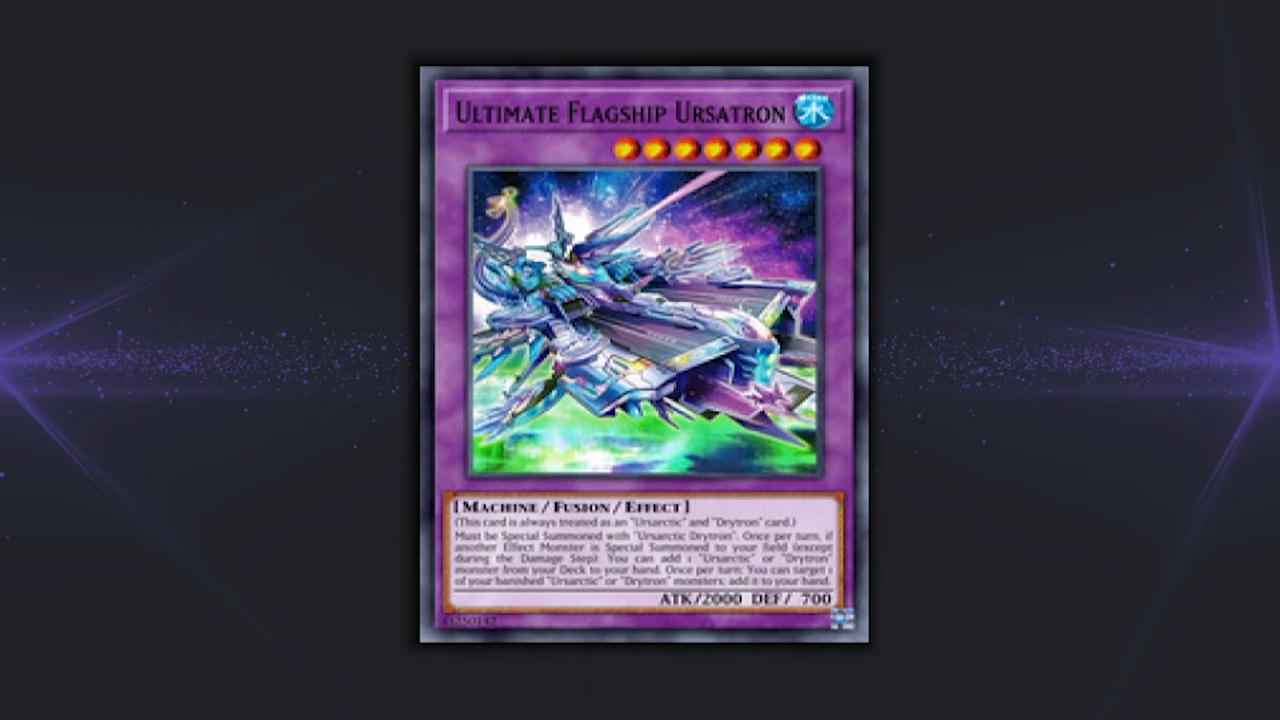 ULTIMATE FLAGSHIP URSATRON 水
[MACHINE / FUSION / EFFECT]
(This card is always treated as an "Ursarctic" and "Drytron" card.)
Must be Special Summoned with "Ursarctic Drytron". Once per turn, if
another Effect Monster is Special Summoned to your field (except
during the Damage Step): You can add 1 "Ursarctic" or "Drytron"
monster from your Deck to your hand. Once per turn: You can target 1
of your banished "Ursarctic" or "Drytron" monsters; add it to your hand.
ATK/2000 DEF/ 700